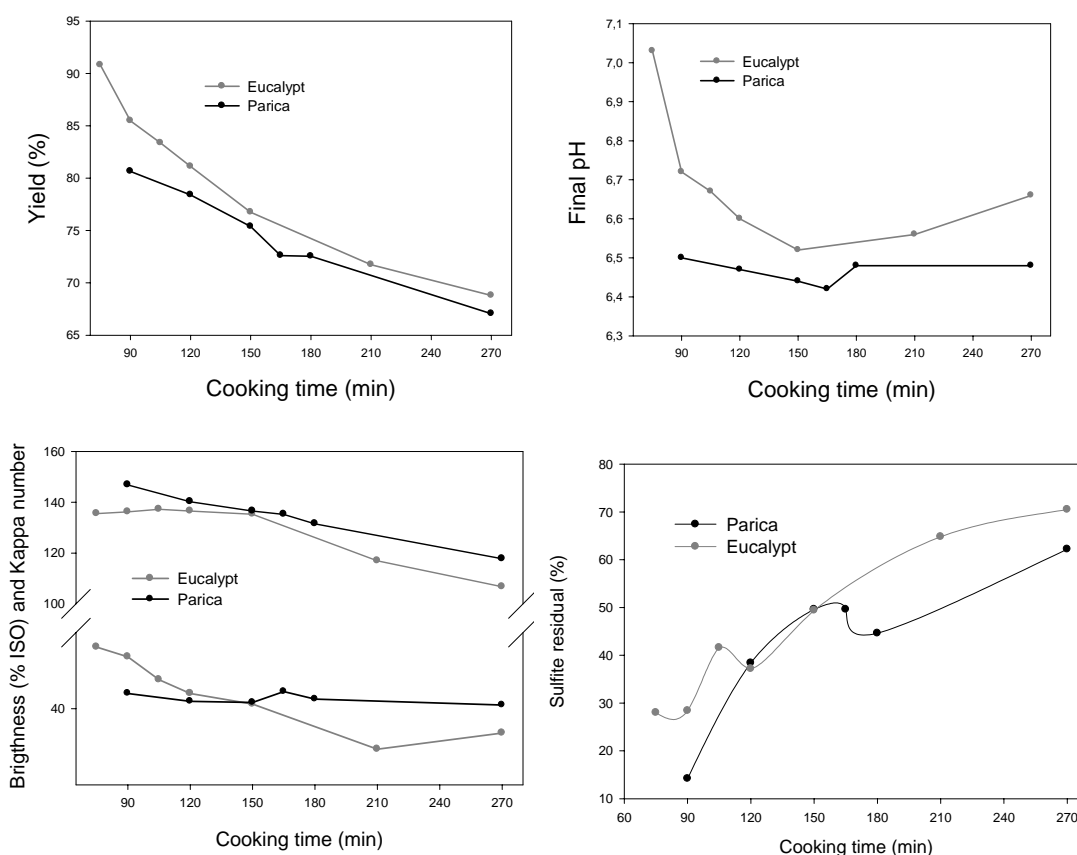 95
90
85
80
75
70
65
Yield (%)
Eucalypt
Parica
90 120 150 180 210 240 270
Cooking time (min)
7,1
7,0
6,9
6,8
6,7
6,6
6,5
6,4
6,3
Final pH
Eucalypt
Parica
90 120 150 180 210 240 270
Cooking time (min)
160
140
120
100
40
Brigthness (% ISO) and Kappa number
Eucalypt
Parica
90 120 150 180 210 240 270
Cooking time (min)
80
70
60
50
40
30
20
10
Sulfite residual (%)
Parica
Eucalypt
60 90 120 150 180 210 240 270
Cooking time (min)